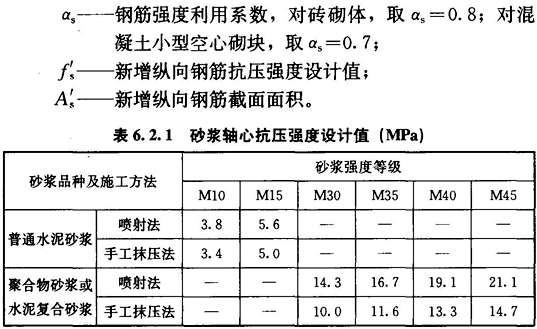 αs——钢筋强度利用系数，对砖砌体，取 αs＝0.8；对混
凝土小型空心砌块，取 αs＝0.7；
f′s——新增纵向钢筋抗压强度设计值；
A′s——新增纵向钢筋截面面积。
表 6.2.1 砂浆轴心抗压强度设计值（MPa）
砂浆品种及施工方法 砂浆强度等级
M10 M15 M30 M35 M40 M45
普通水泥砂浆 喷射法 3.8 5.6 — — — —
手工抹压法 3.4 5.0 — — — —
聚合物砂浆或 喷射法 — — 14.3 16.7 19.1 21.1
水泥复合砂浆 手工抹压法 — — 10.0 11.6 13.3 14.7